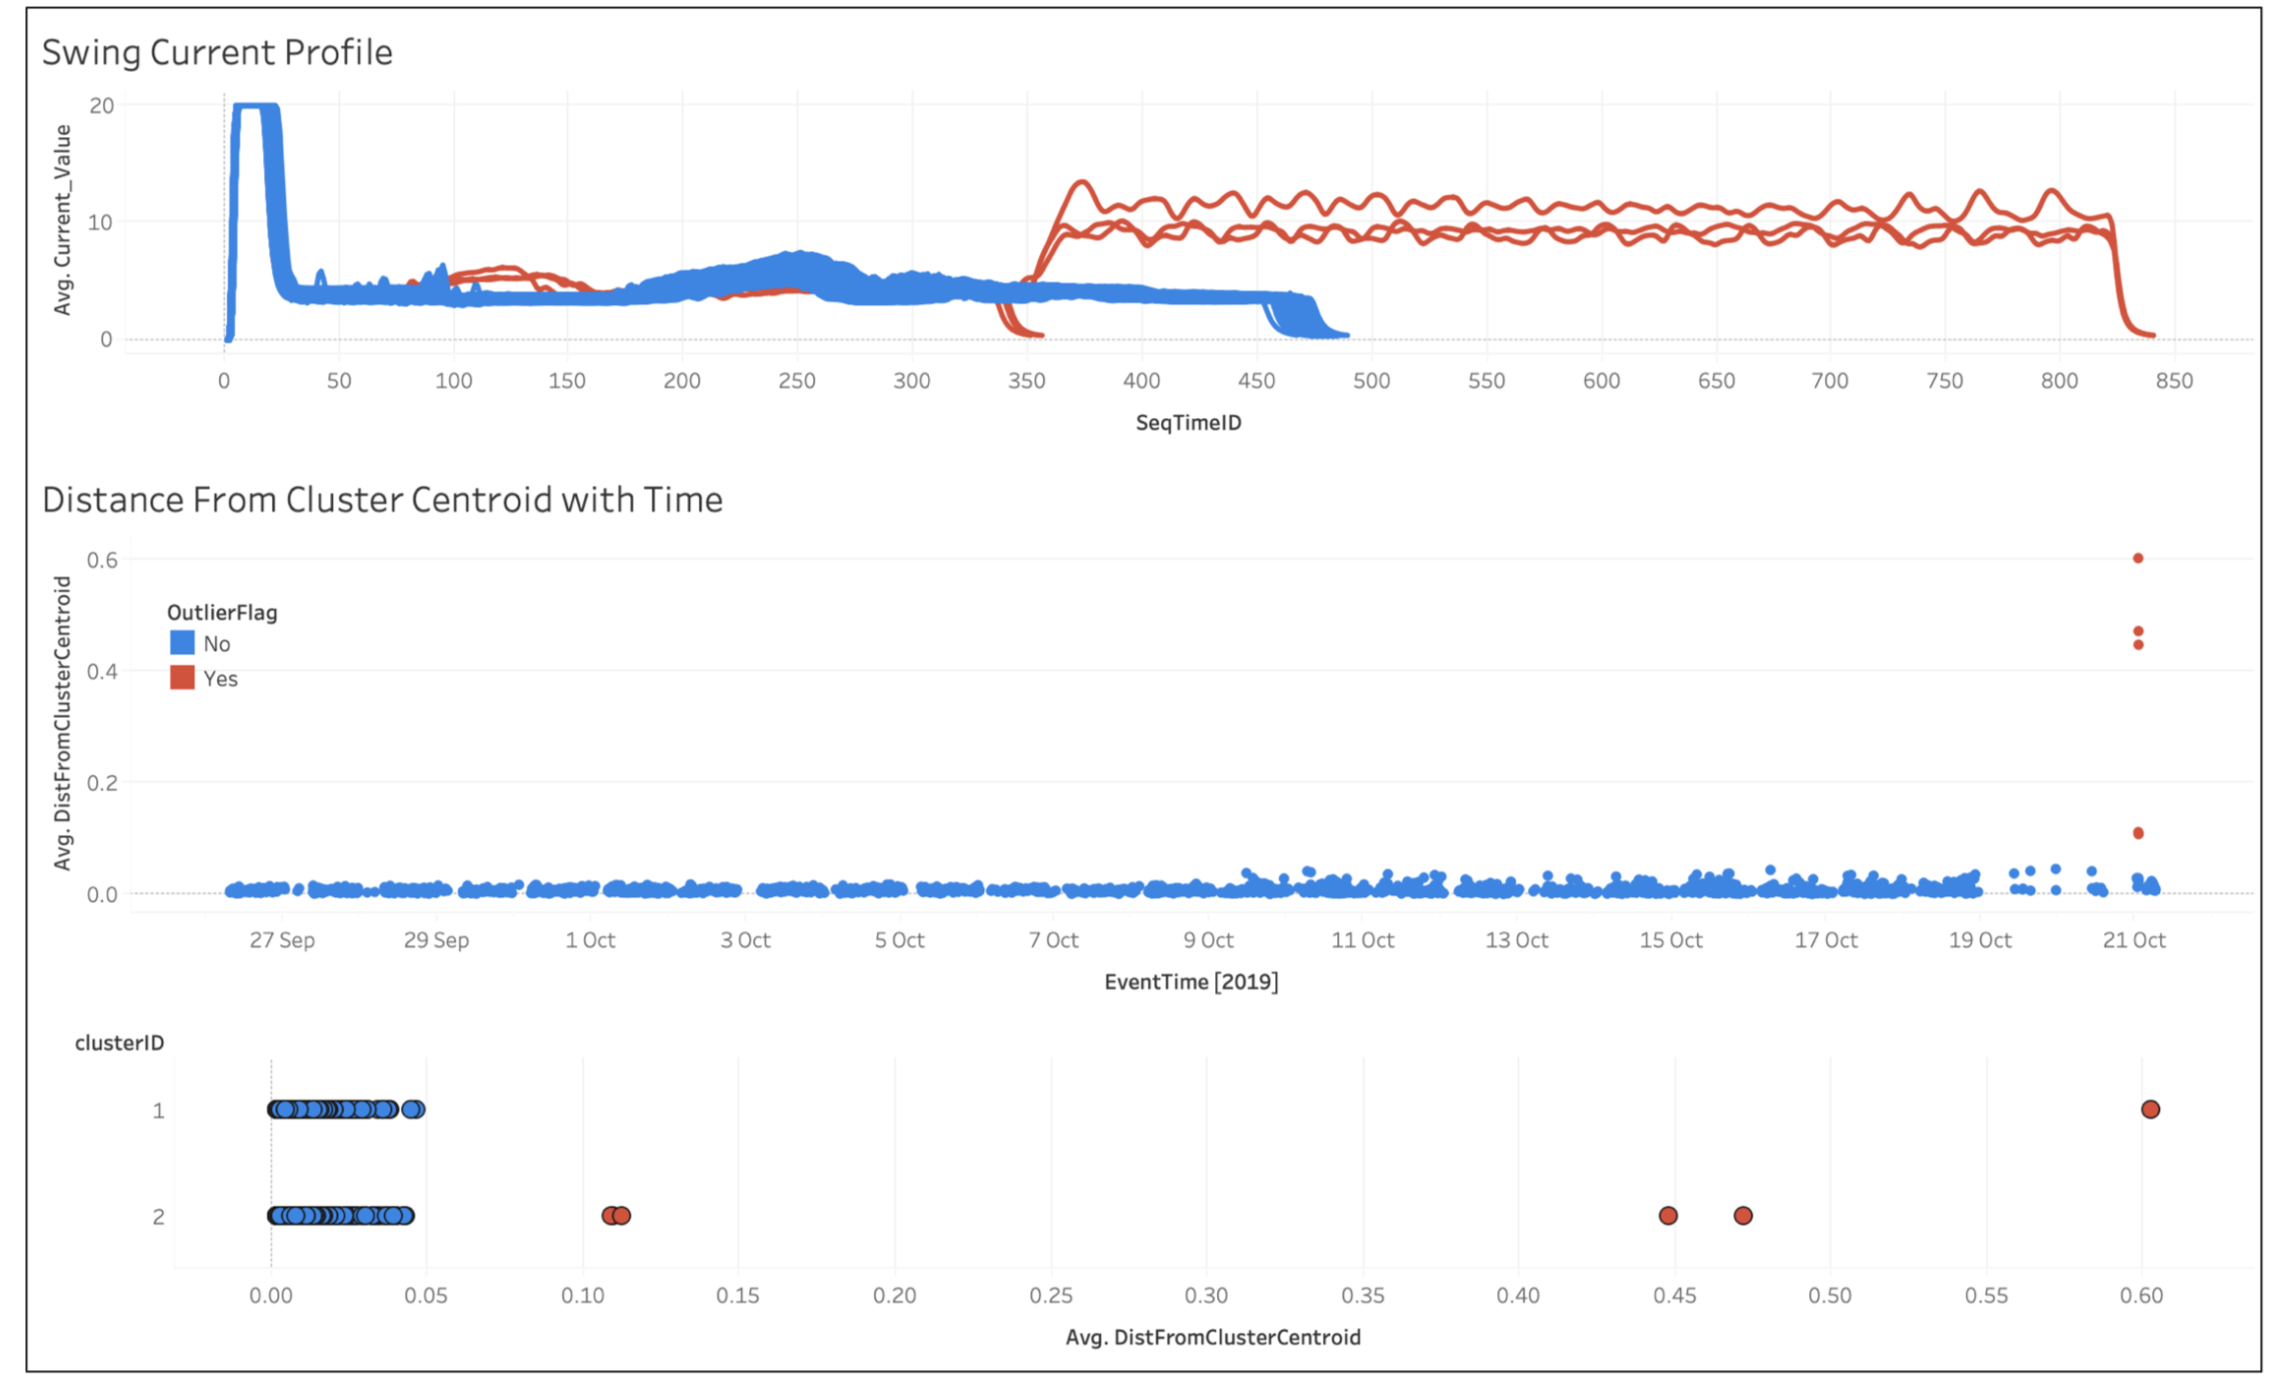 Swing Current Profile
Avg. Current_Value
20
10
0
0 50 100 150 200 250 300 350 400 450 500 550 600 650 700 750 800 850
SeqTimeID
Distance From Cluster Centroid with Time
Avg. DistFromClusterCentroid
0.6
0.4
0.2
0.0
OutlierFlag
No
Yes
27 Sep 29 Sep 1 Oct 3 Oct 5 Oct 7 Oct 9 Oct 11 Oct 13 Oct 15 Oct 17 Oct 19 Oct 21 Oct
EventTime [2019]
clusterID
1
2
0.00 0.05 0.10 0.15 0.20 0.25 0.30 0.35 0.40 0.45 0.50 0.55 0.60
Avg. DistFromClusterCentroid